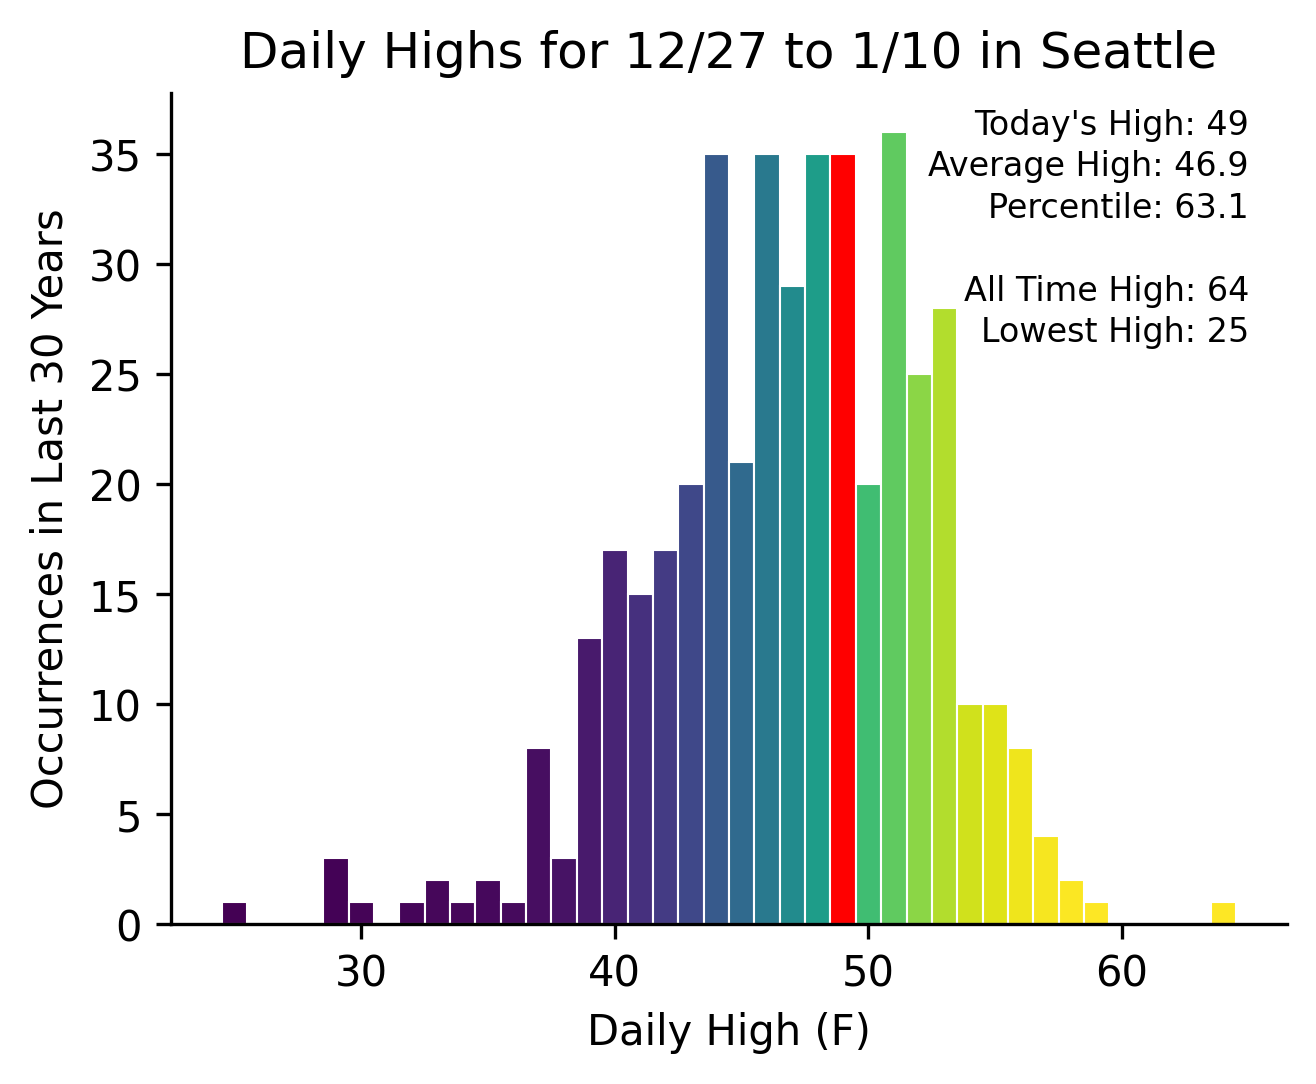 Daily Highs for 12/27 to 1/10 in Seattle
Today's High: 49
Average High: 46.9
Percentile: 63.1
All Time High: 64
Lowest High: 25
Occurrences in Last 30 Years
35
30
25
20
15
10
5
0
30 40 50 60
Daily High (F)